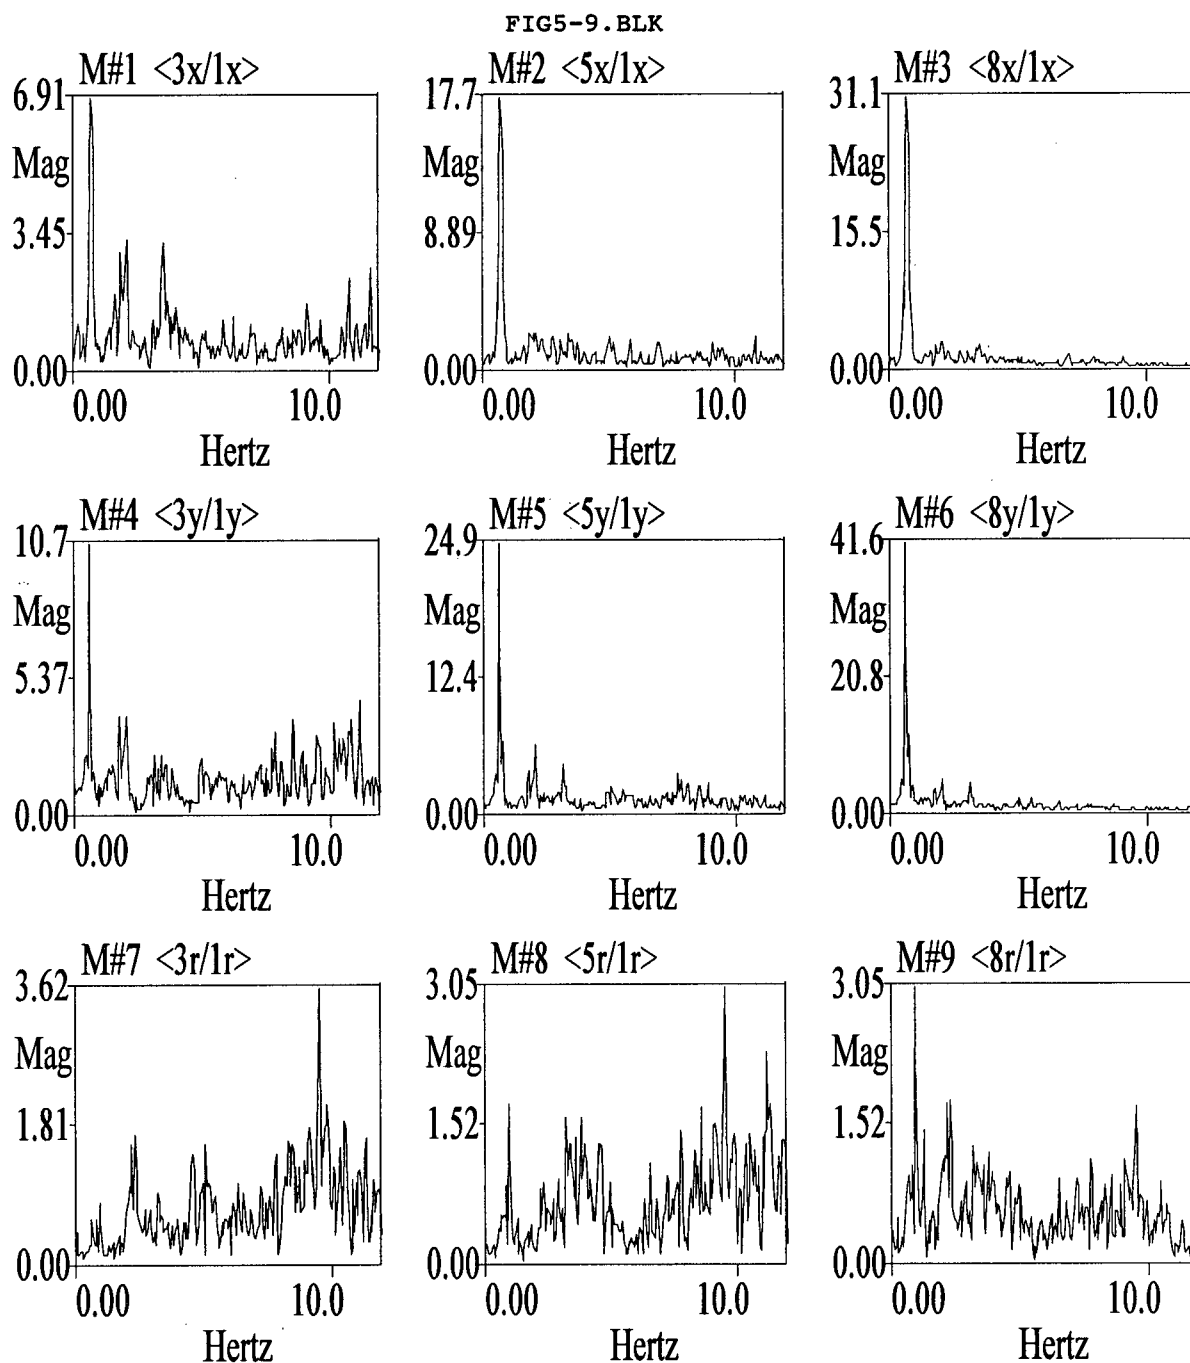 FIG5-9.BLK
M#1 <3x/1x>
6.91
Mag
3.45
0.00
0.00 10.0
Hertz
M#2 <5x/1x>
17.7
Mag
8.89
0.00
0.00 10.0
Hertz
M#3 <8x/1x>
31.1
Mag
15.5
0.00
0.00 10.0
Hertz
M#4 <3y/1y>
10.7
Mag
5.37
0.00
0.00 10.0
Hertz
M#5 <5y/1y>
24.9
Mag
12.4
0.00
0.00 10.0
Hertz
M#6 <8y/1y>
41.6
Mag
20.8
0.00
0.00 10.0
Hertz
M#7 <3r/1r>
3.62
Mag
1.81
0.00
0.00 10.0
Hertz
M#8 <5r/1r>
3.05
Mag
1.52
0.00
0.00 10.0
Hertz
M#9 <8r/1r>
3.05
Mag
1.52
0.00
0.00 10.0
Hertz